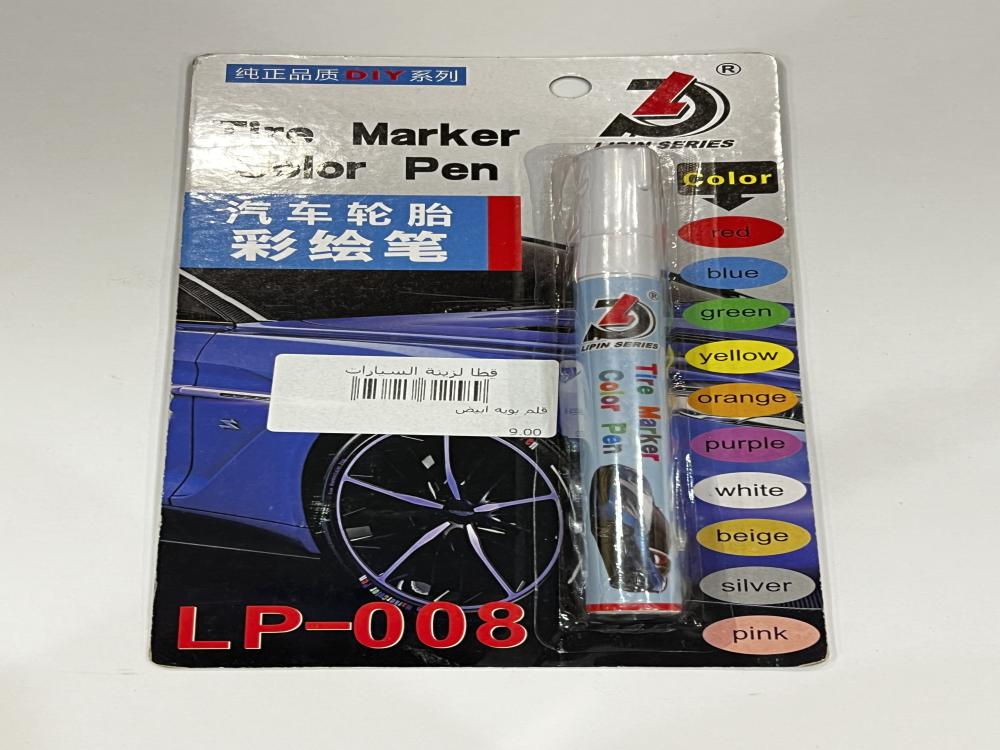 纯正品质DIY系列
®
LIPIN SERIES
Tire Marker
Color Pen
汽车轮胎
彩绘笔
Color
red
blue
green
yellow
orange
purple
white
beige
silver
pink
قطا لزينة السيارات
قلم بويه ابيض
9.00
®
LIPIN SERIES
Tire Marker
Color Pen
LP-008